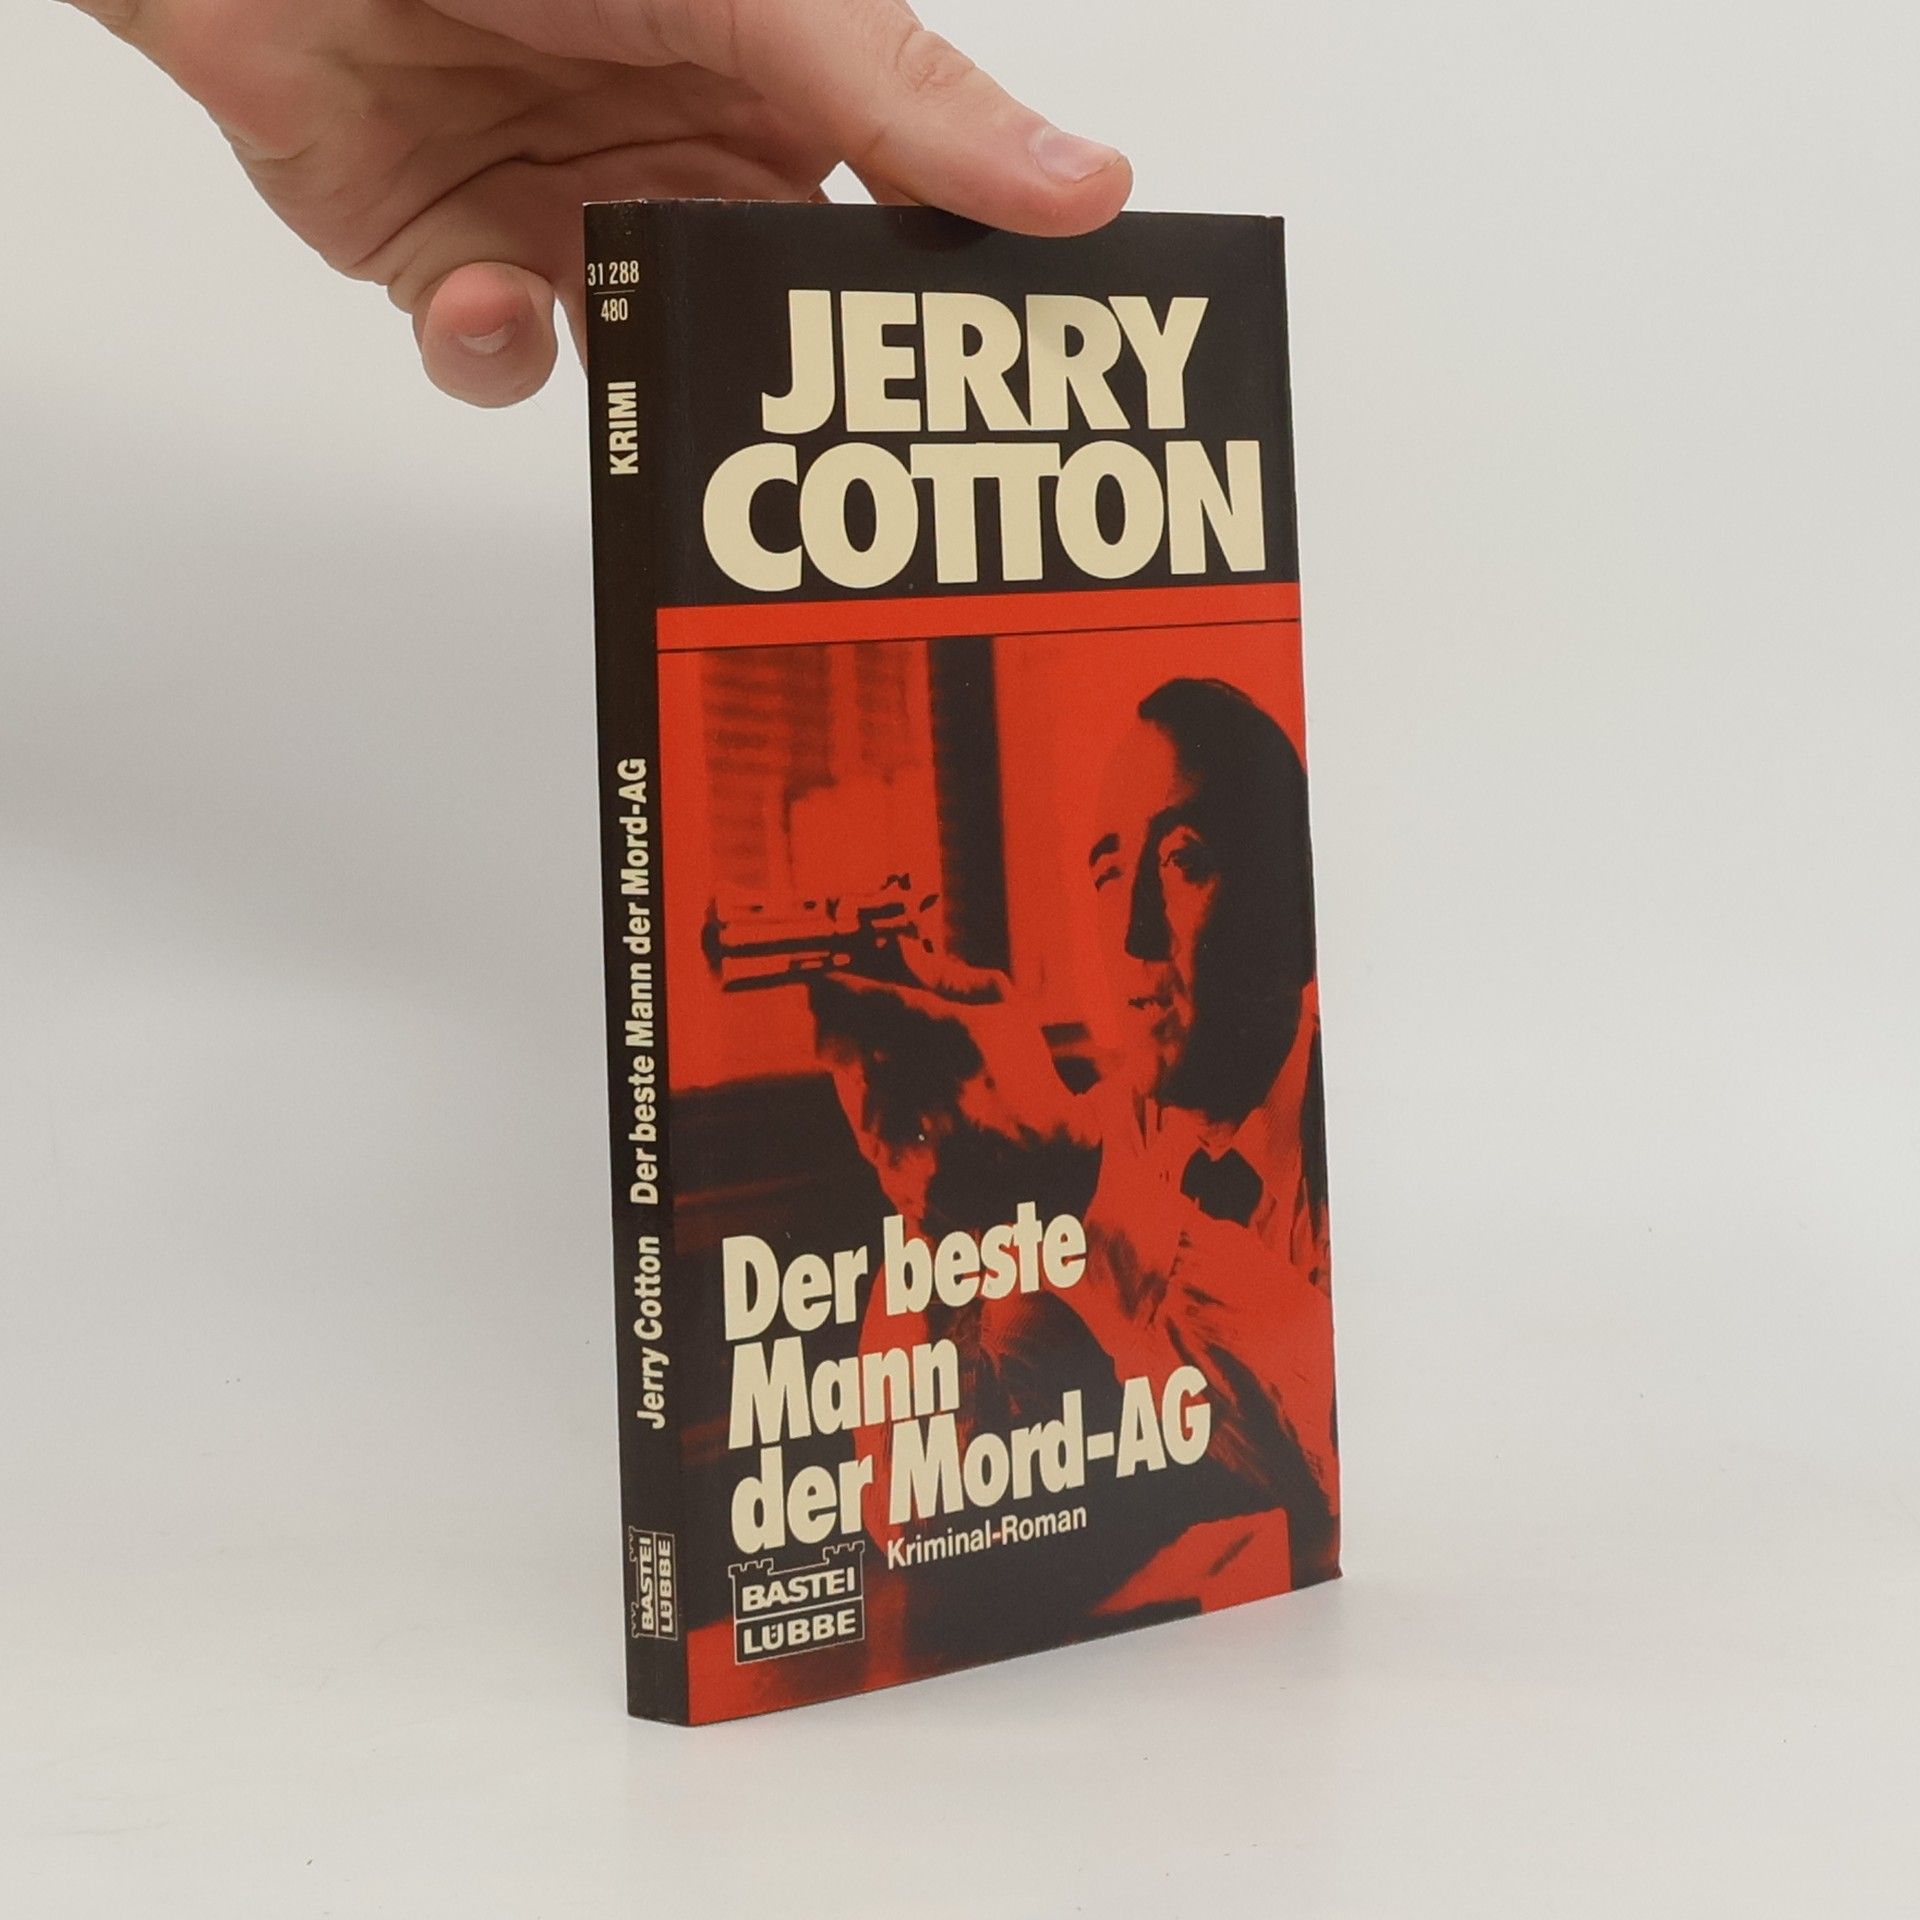 31 288
480
KRIMI
Jerry Cotton Der beste Mann der Mord-AG
BASTEI
LÜBBE
JERRY
COTTON
Der beste
Mann
der Mord-AG
Kriminal-Roman
BASTEI
LÜBBE